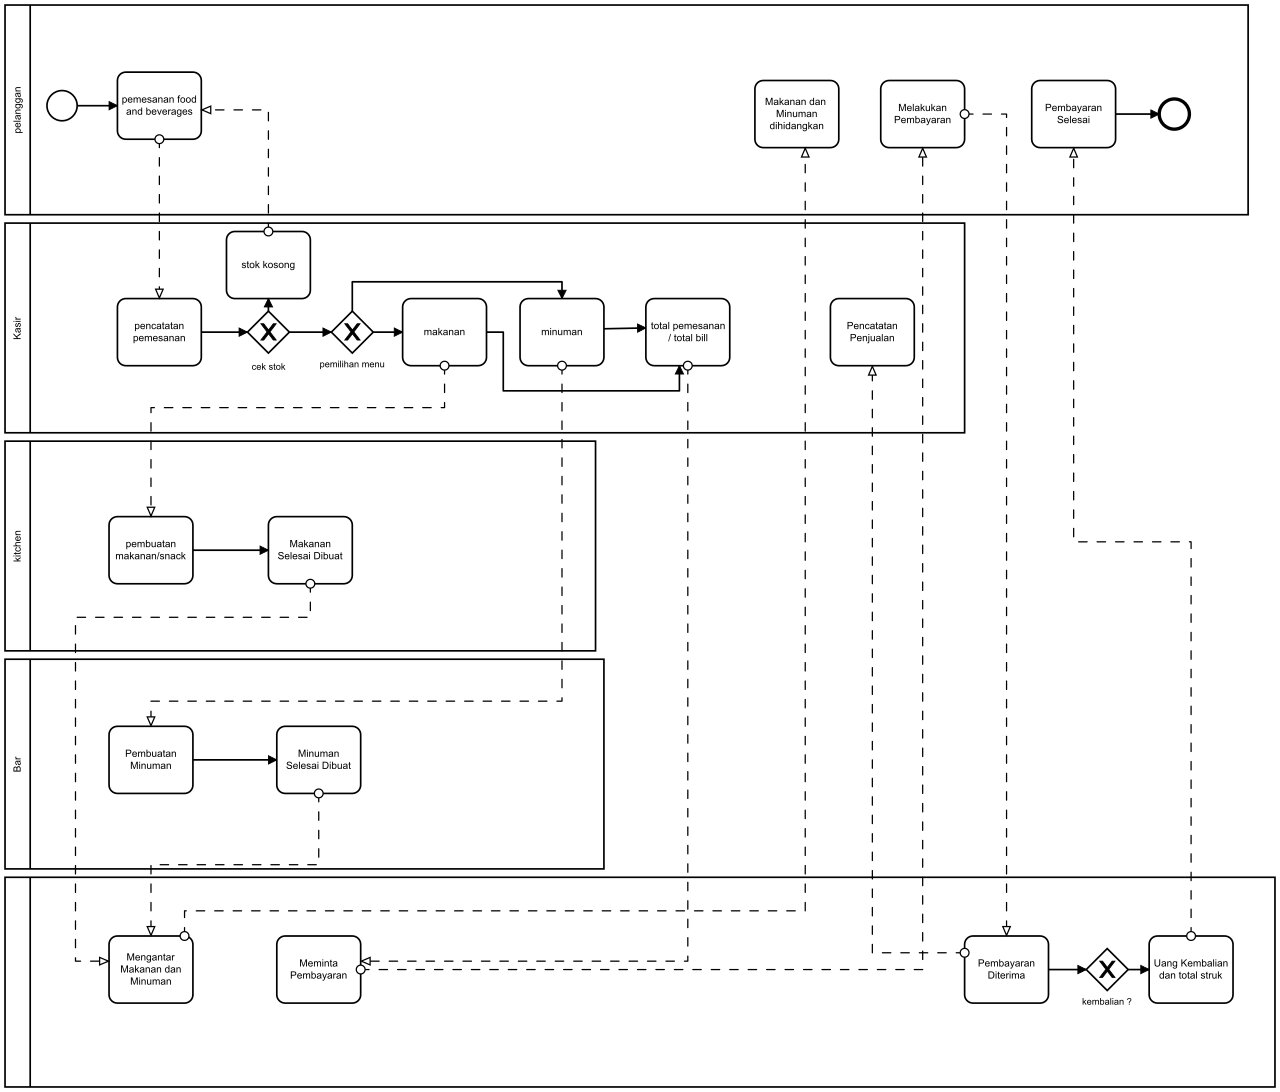 pelanggan
pemesanan food
and beverages
Makanan dan
Minuman
dihidangkan
Melakukan
Pembayaran
Pembayaran
Selesai
Kasir
stok kosong
pencatatan
pemesanan
cek stok
pemilihan menu
makanan
minuman
total pemesanan
/ total bill
Pencatatan
Penjualan
kitchen
pembuatan
makanan/snack
Makanan
Selesai Dibuat
Bar
Pembuatan
Minuman
Minuman
Selesai Dibuat
Mengantar
Makanan dan
Minuman
Meminta
Pembayaran
Pembayaran
Diterima
kembalian ?
Uang Kembalian
dan total struk